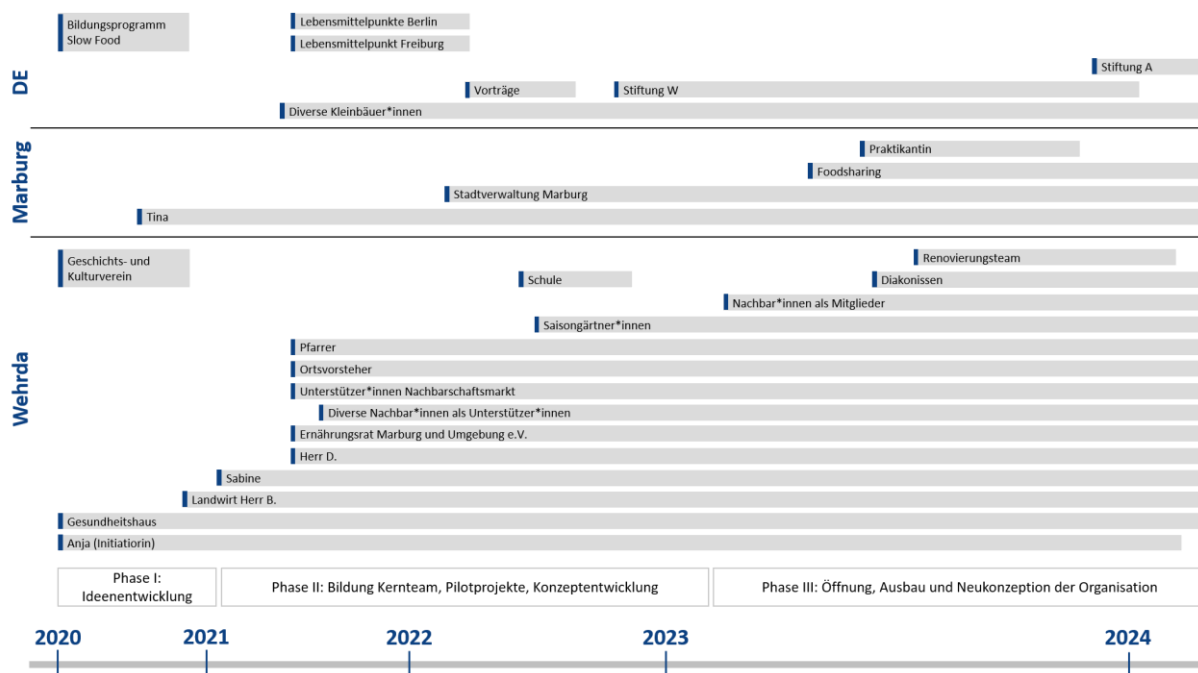 DE
Bildungsprogramm
Slow Food
Lebensmittelpunkte Berlin
Lebensmittelpunkt Freiburg
Stiftung A
Vorträge
Stiftung W
Diverse Kleinbäuer*innen
Marburg
Praktikantin
Foodsharing
Stadtverwaltung Marburg
Tina
Wehrda
Geschichts- und
Kulturverein
Renovierungsteam
Schule
Diakonissen
Nachbar*innen als Mitglieder
Saisongärtner*innen
Pfarrer
Ortsvorsteher
Unterstützer*innen Nachbarschaftsmarkt
Diverse Nachbar*innen als Unterstützer*innen
Ernährungsrat Marburg und Umgebung e.V.
Herr D.
Sabine
Landwirt Herr B.
Gesundheitshaus
Anja (Initiatiorin)
Phase I:
Ideenentwicklung
Phase II: Bildung Kernteam, Pilotprojekte, Konzeptentwicklung
Phase III: Öffnung, Ausbau und Neukonzeption der Organisation
2020
2021
2022
2023
2024